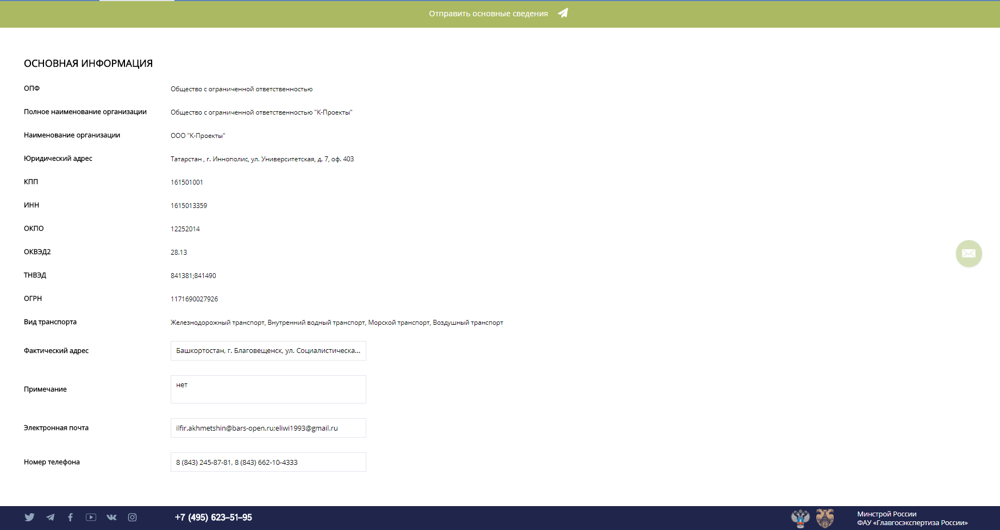 Отправить основные сведения
ОСНОВНАЯ ИНФОРМАЦИЯ
ОПФ Общество с ограниченной ответственностью
Полное наименование организации Общество с ограниченной ответственностью "К-Проекты"
Наименование организации ООО "К-Проекты"
Юридический адрес Татарстан , г. Иннополис, ул. Университетская, д. 7, оф. 403
КПП 161501001
ИНН 1615013359
ОКПО 12252014
ОКВЭД2 28.13
ТНВЭД 841381;841490
ОГРН 1171690027926
Вид транспорта Железнодорожный транспорт, Внутренний водный транспорт, Морской транспорт, Воздушный транспорт
Фактический адрес Башкортостан, г. Благовещенск, ул. Социалистическа...
Примечание нет
Электронная почта ilfir.akhmetshin@bars-open.ru;eliwi1993@gmail.ru
Номер телефона 8 (843) 245-87-81, 8 (843) 662-10-4333
+7 (495) 623–51–95
Минстрой России
ФАУ «Главгосэкспертиза России»